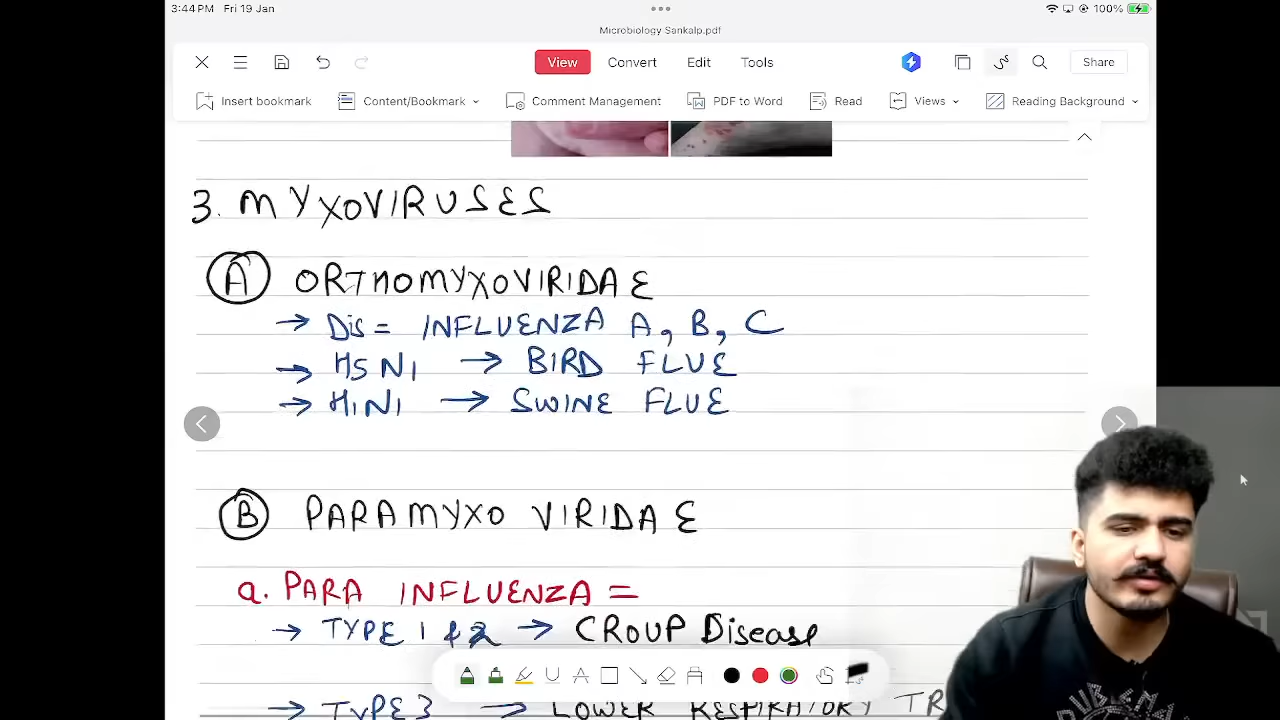 3:44 PM Fri 19 Jan
100%
Microbiology Sankalp.pdf
View Convert Edit Tools Share
Insert bookmark Content/Bookmark Comment Management PDF to Word Read Views Reading Background
3. MYXOVIRUSES
A ORTHOMYXOVIRIDAE
→ Dis = INFLUENZA A, B, C
→ H5N1 → BIRD FLUE
→ H1N1 → SWINE FLUE
B PARAMYXO VIRIDAE
a. PARA INFLUENZA =
→ TYPE 1 & 2 → CROUP Disease
→ TYPE 3 → LOWER RESPIRATORY TR